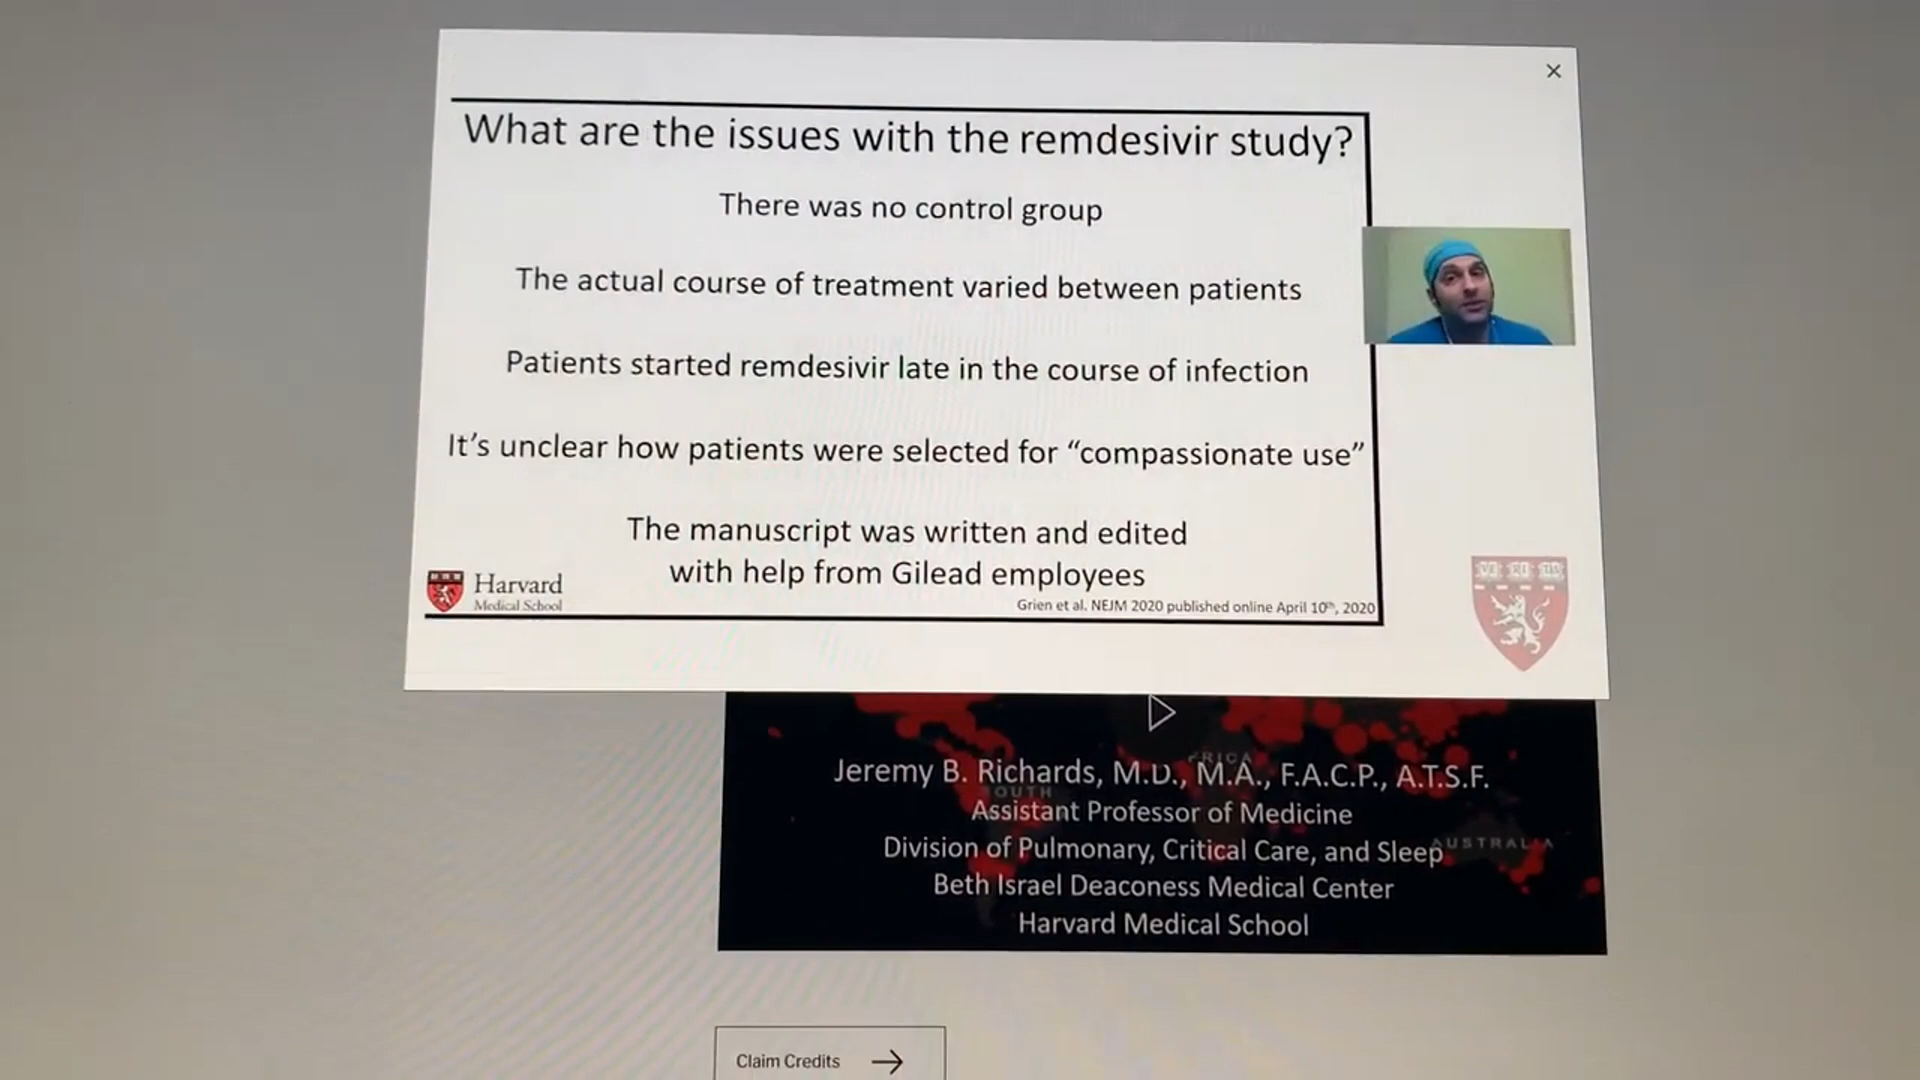 ×
What are the issues with the remdesivir study?
There was no control group
The actual course of treatment varied between patients
Patients started remdesivir late in the course of infection
It's unclear how patients were selected for “compassionate use”
The manuscript was written and edited
with help from Gilead employees
Harvard
Medical School
Grien et al. NEJM 2020 published online April 10th, 2020
VE RI TAS
Jeremy B. Richards, M.D., M.A., F.A.C.P., A.T.S.F.
Assistant Professor of Medicine
Division of Pulmonary, Critical Care, and Sleep
AUSTRALIA
Beth Israel Deaconess Medical Center
Harvard Medical School
Claim Credits →